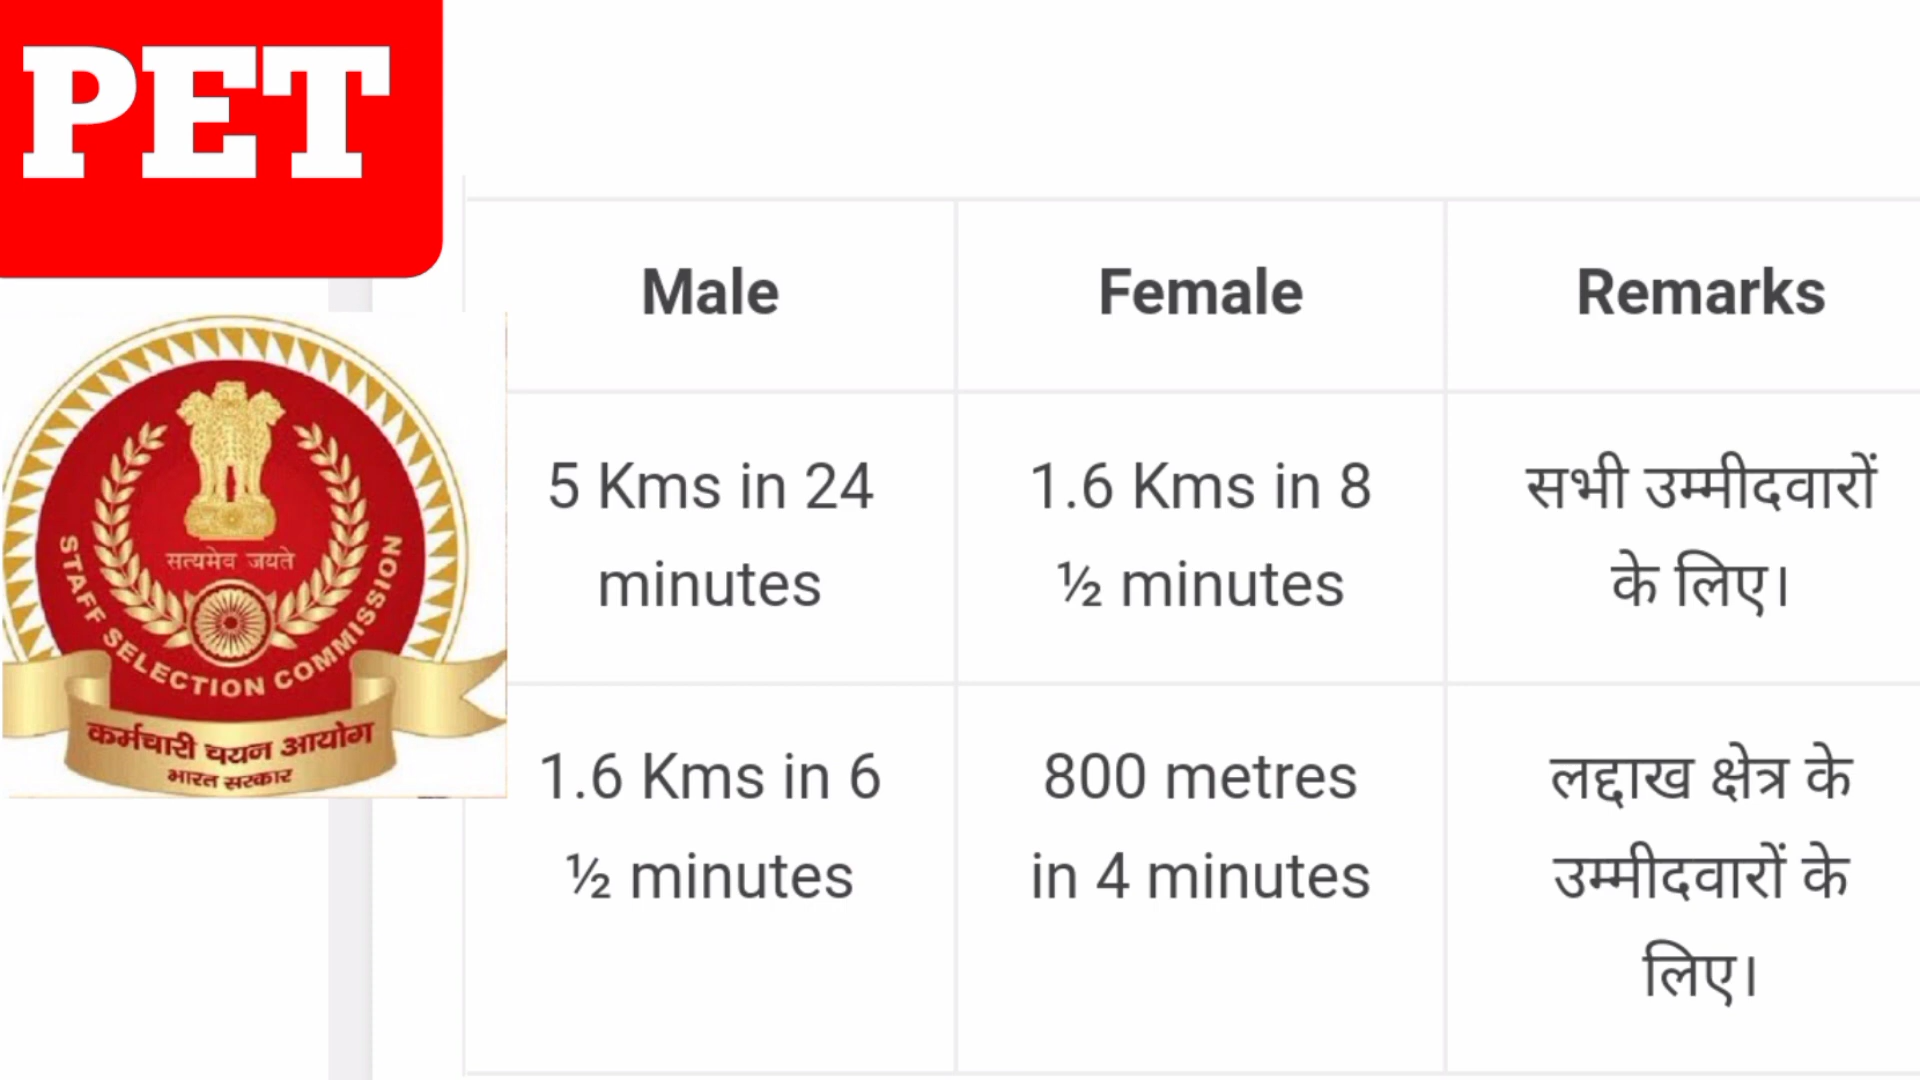 PET
Male
Female
Remarks
5 Kms in 24
minutes
1.6 Kms in 8
½ minutes
सभी उम्मीदवारों
के लिए।
1.6 Kms in 6
½ minutes
800 metres
in 4 minutes
लद्दाख क्षेत्र के
उम्मीदवारों के
लिए।
सत्यमेव जयते
STAFF SELECTION COMMISSION
कर्मचारी चयन आयोग
भारत सरकार